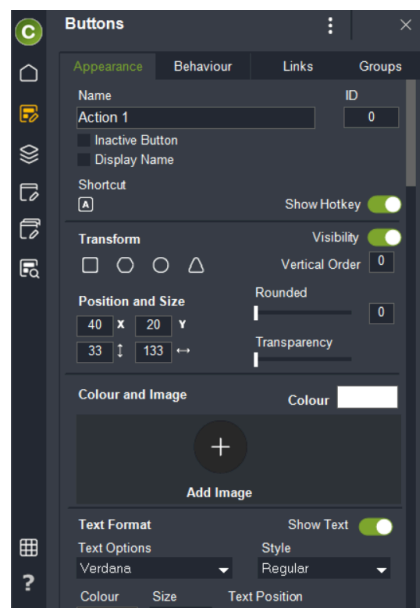 C
Buttons
Appearance Behaviour Links Groups
Name ID
Action 1 0
Inactive Button
Display Name
Shortcut
A Show Hotkey
Transform Visibility
Vertical Order 0
Position and Size Rounded
40 X 20 Y 0
33 133 Transparency
Colour and Image Colour
Add Image
Text Format Show Text
Text Options Style
Verdana Regular
?
Colour Size Text Position